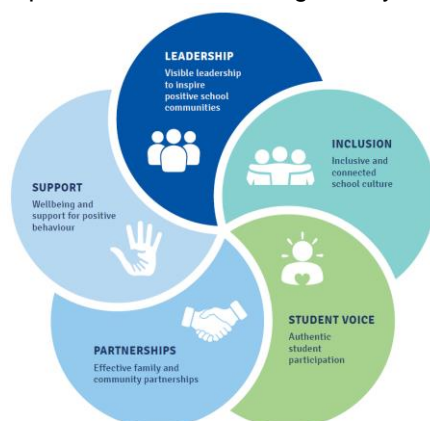 LEADERSHIP
Visible leadership
to inspire
positive school
communities
INCLUSION
Inclusive and
connected
school culture
STUDENT VOICE
Authentic
student
participation
PARTNERSHIPS
Effective family and
community partnerships
SUPPORT
Wellbeing and
support for positive
behaviour